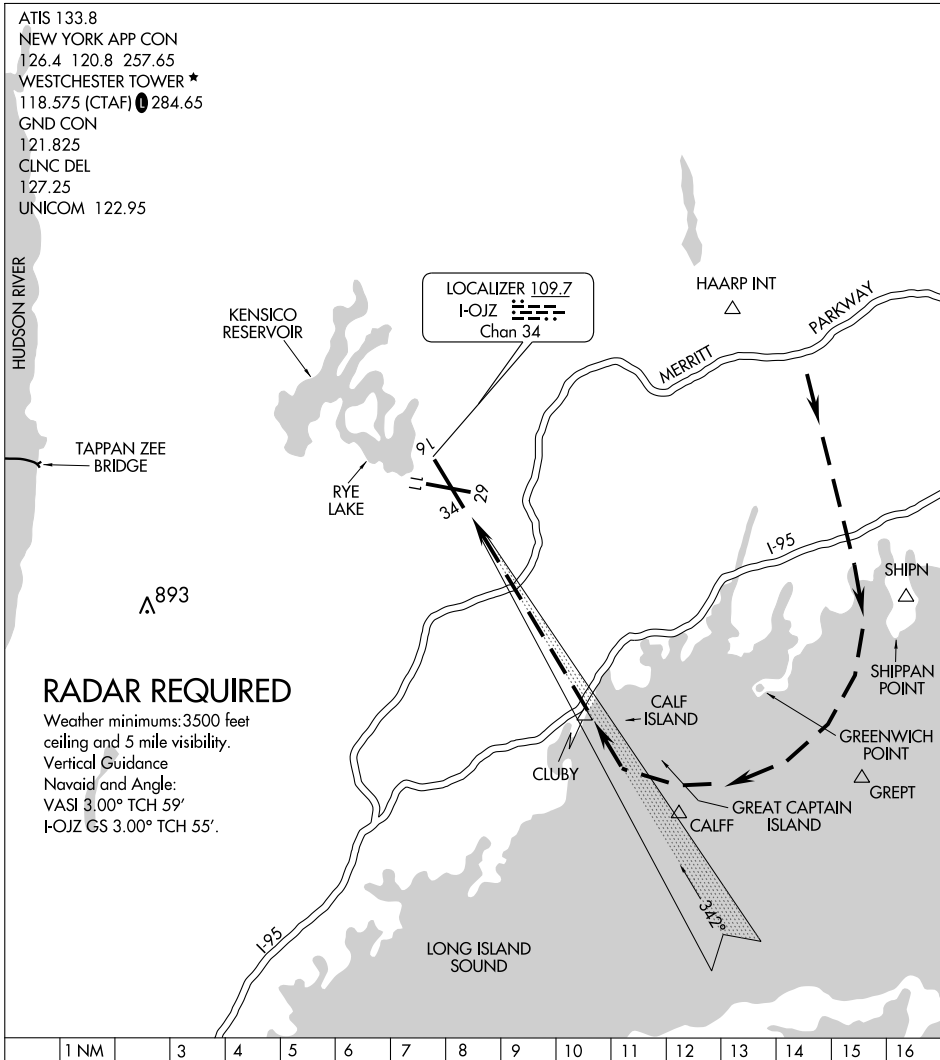 ATIS 133.8
NEW YORK APP CON
126.4 120.8 257.65
WESTCHESTER TOWER ★
118.575 (CTAF) L 284.65
GND CON
121.825
CLNC DEL
127.25
UNICOM 122.95
HUDSON RIVER
LOCALIZER 109.7
I-OJZ
Chan 34
HAARP INT
KENSICO
RESERVOIR
MERRITT
PARKWAY
TAPPAN ZEE
BRIDGE
RYE
LAKE
16
11
29
34
I-95
893
SHIPN
SHIPPAN
POINT
RADAR REQUIRED
Weather minimums: 3500 feet
ceiling and 5 mile visibility.
Vertical Guidance
Navaid and Angle:
VASI 3.00° TCH 59'
I-OJZ GS 3.00° TCH 55'.
CALF
ISLAND
GREENWICH
POINT
CLUBY
GREPT
GREAT CAPTAIN
ISLAND
CALFF
342°
I-95
LONG ISLAND
SOUND
1 NM 3 4 5 6 7 8 9 10 11 12 13 14 15 16